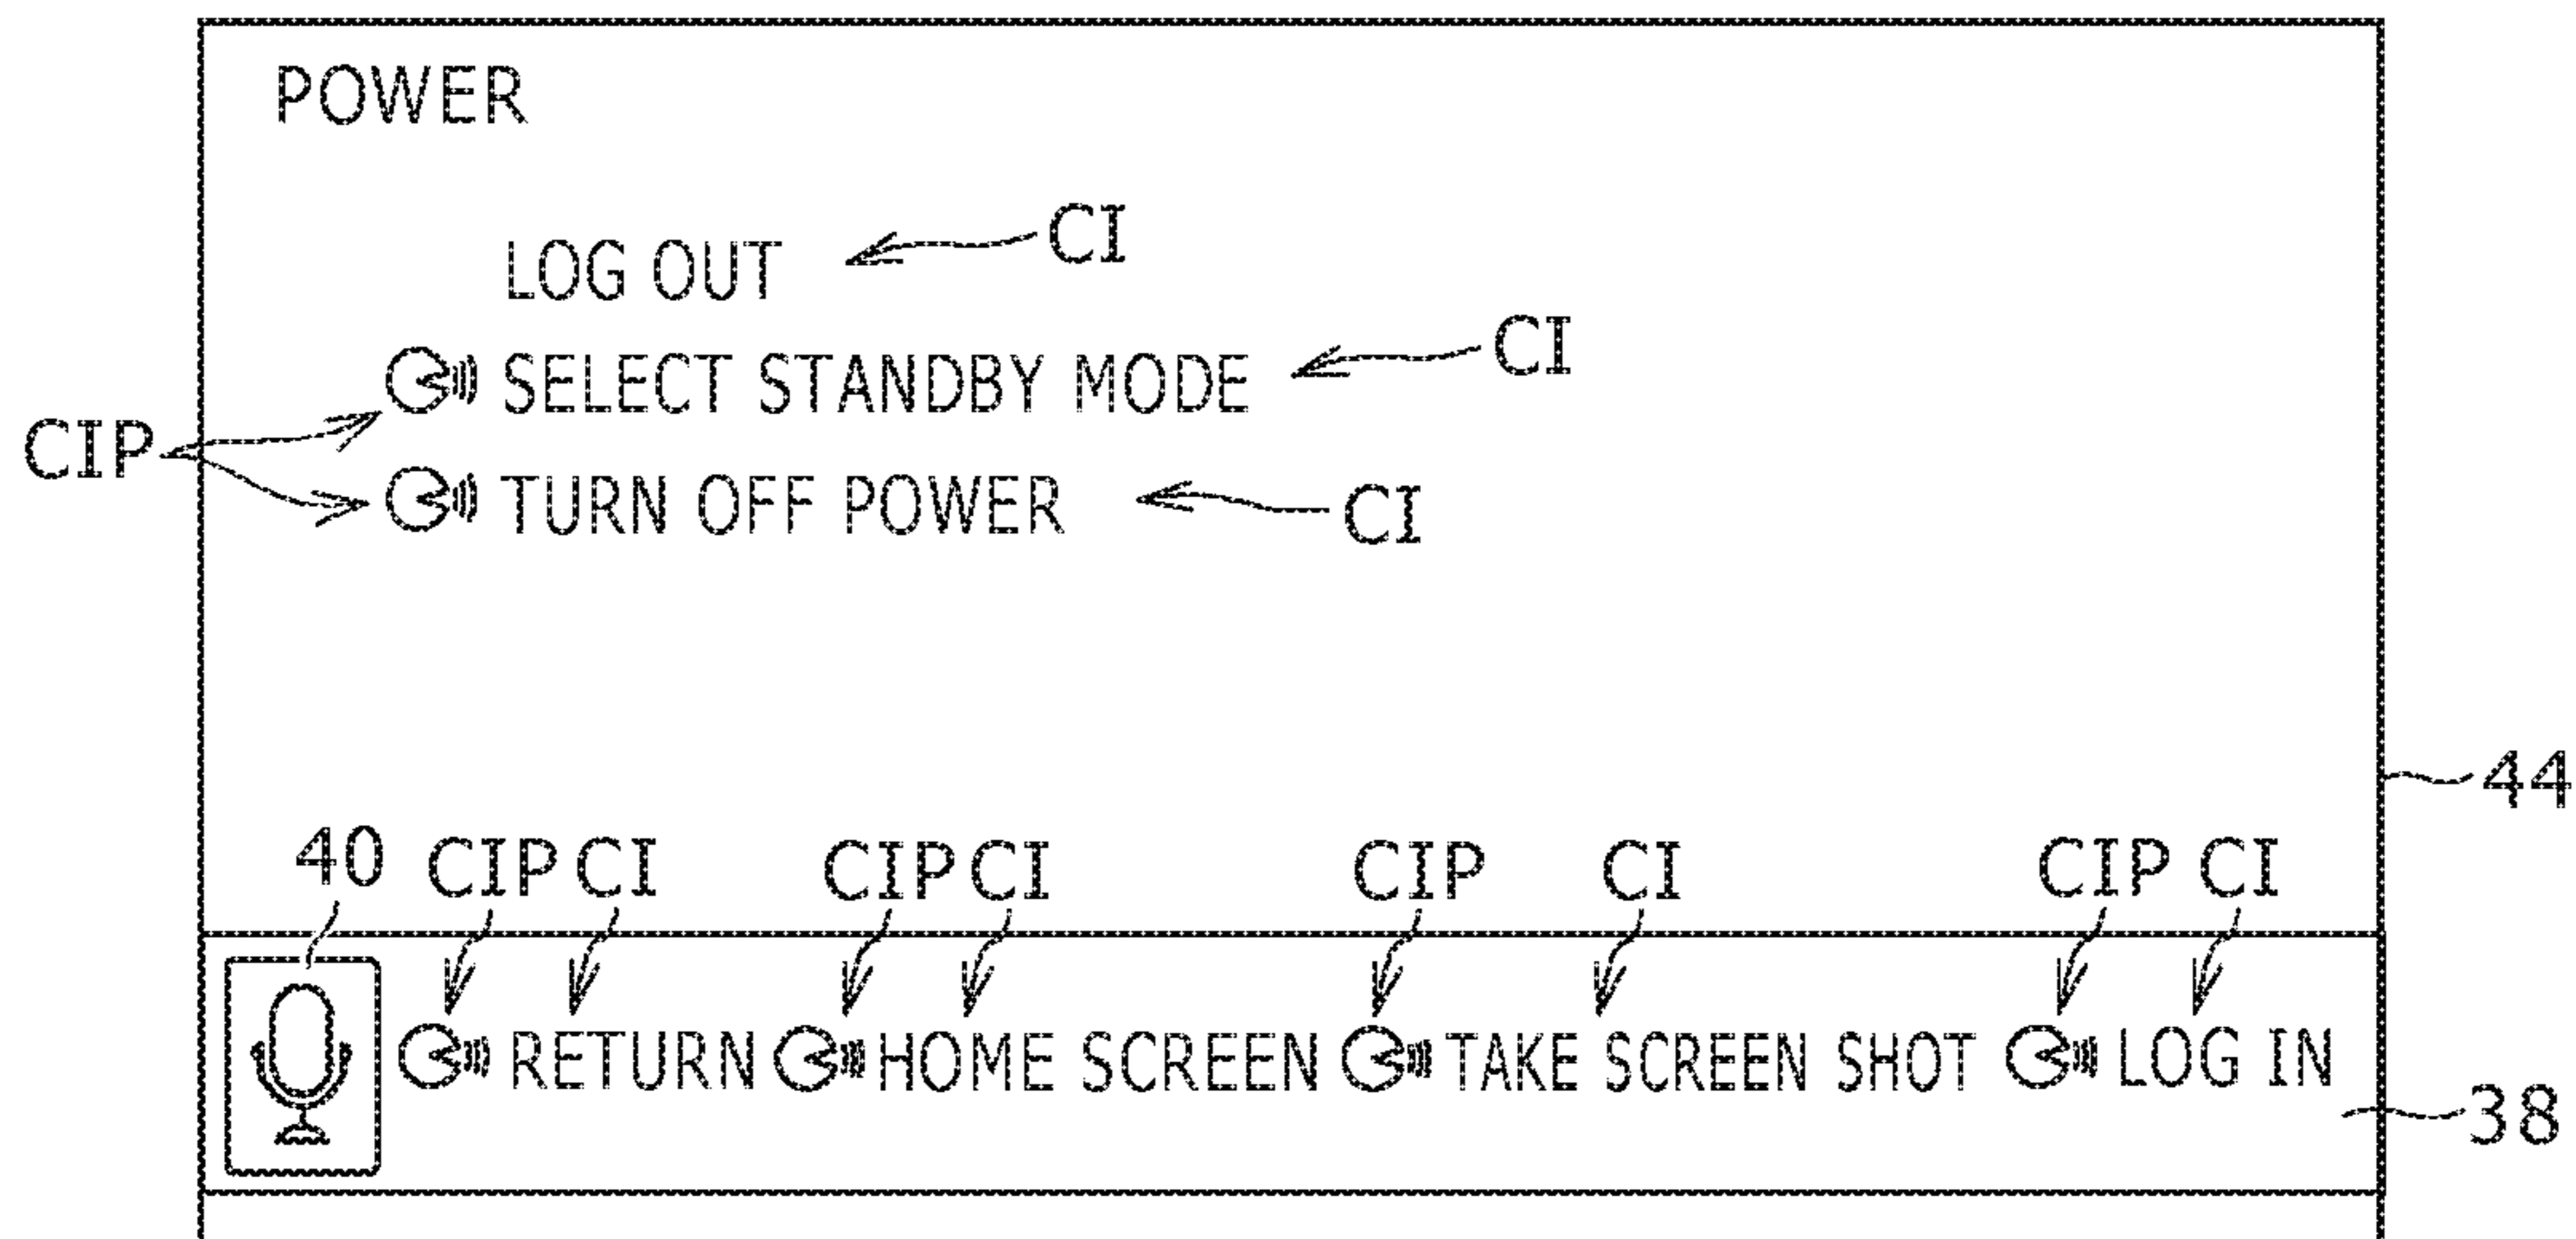 POWER
LOG OUT CI
SELECT STANDBY MODE CI
CIP
TURN OFF POWER CI
44
40 CIP CI CIP CI CIP CI CIP CI
RETURN HOME SCREEN TAKE SCREEN SHOT LOG IN
38